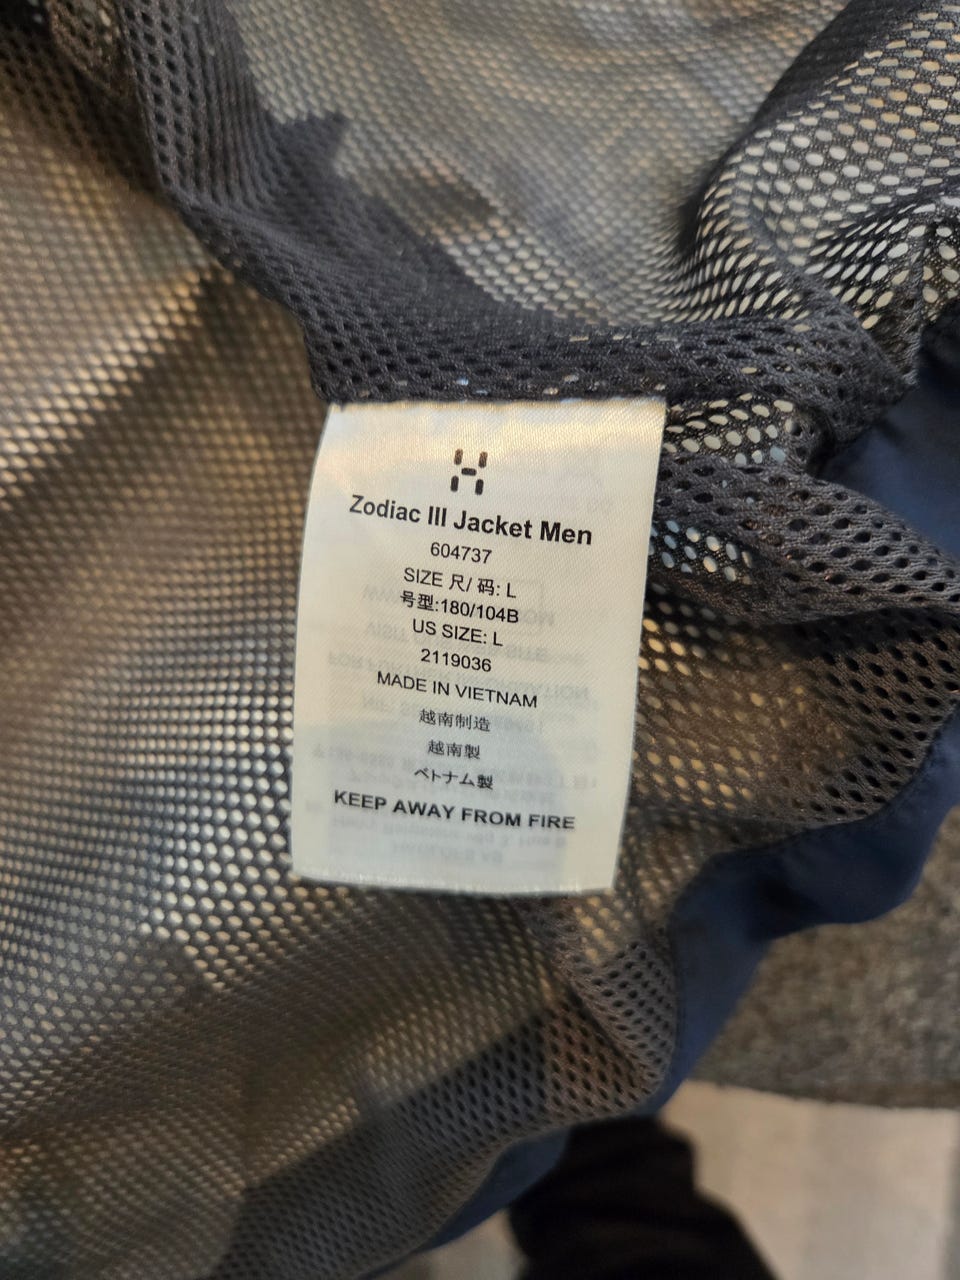 Zodiac III Jacket Men
604737
SIZE 尺/ 码: L
号型:180/104B
US SIZE: L
2119036
MADE IN VIETNAM
越南制造
越南製
ベトナム製
KEEP AWAY FROM FIRE